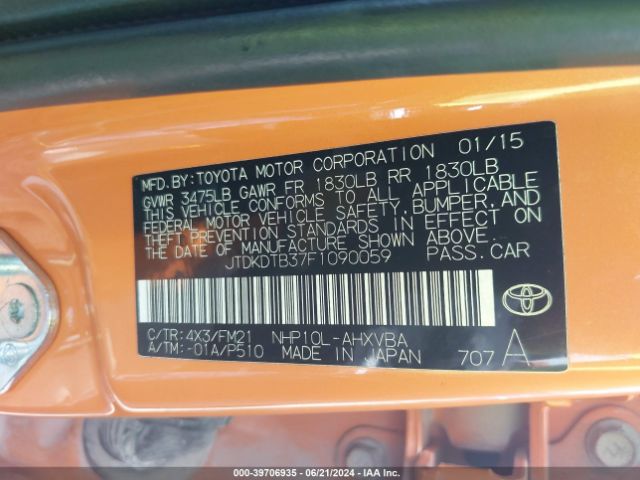 MFD. BY: TOYOTA MOTOR CORPORATION 01/15
GVWR 3475LB GAWR FR 1830LB RR 1830LB
THIS VEHICLE CONFORMS TO ALL APPLICABLE
FEDERAL MOTOR VEHICLE SAFETY, BUMPER, AND
THEFT PREVENTION STANDARDS IN EFFECT ON
THE DATE OF MANUFACTURE SHOWN ABOVE.
JTDKDTB37F1090059 PASS. CAR
C/TR: 4X3/FM21 NHP10L-AHXVBA
A/TM: -01A/P510 MADE IN JAPAN 707 A
000-39706935 / 06/21/2024 / IAA Inc.